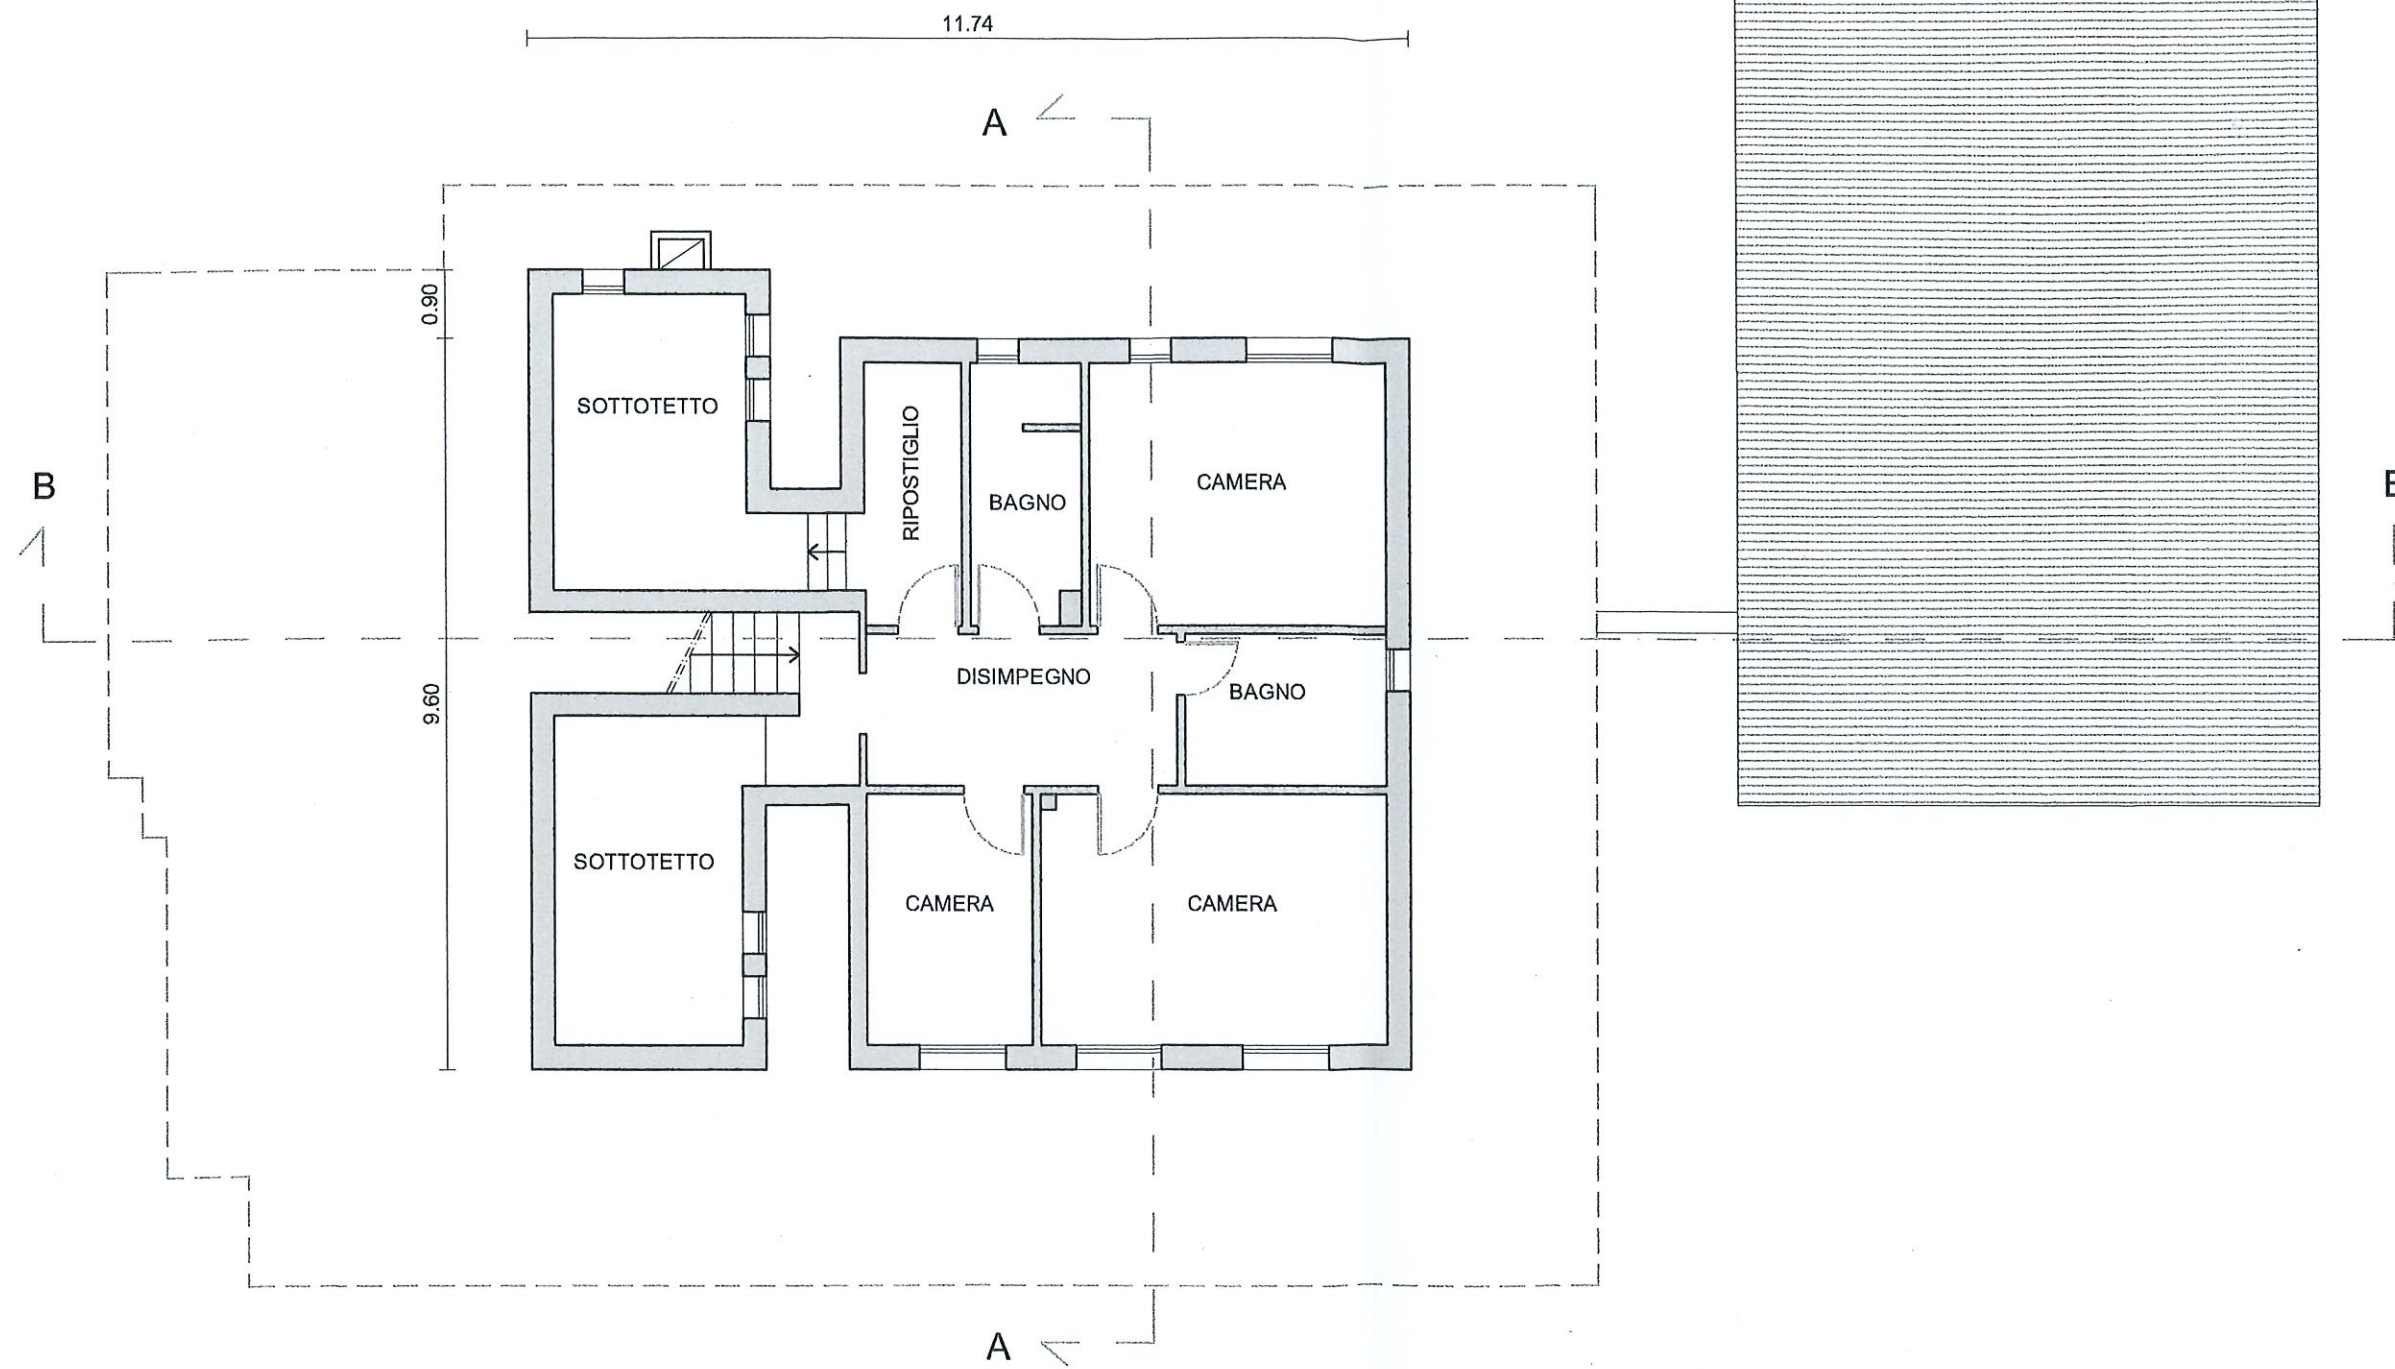 11.74
A
0.90
SOTTOTETTO
RIPOSTIGLIO
BAGNO
CAMERA
B
9.60
DISIMPEGNO
BAGNO
SOTTOTETTO
CAMERA
CAMERA
A